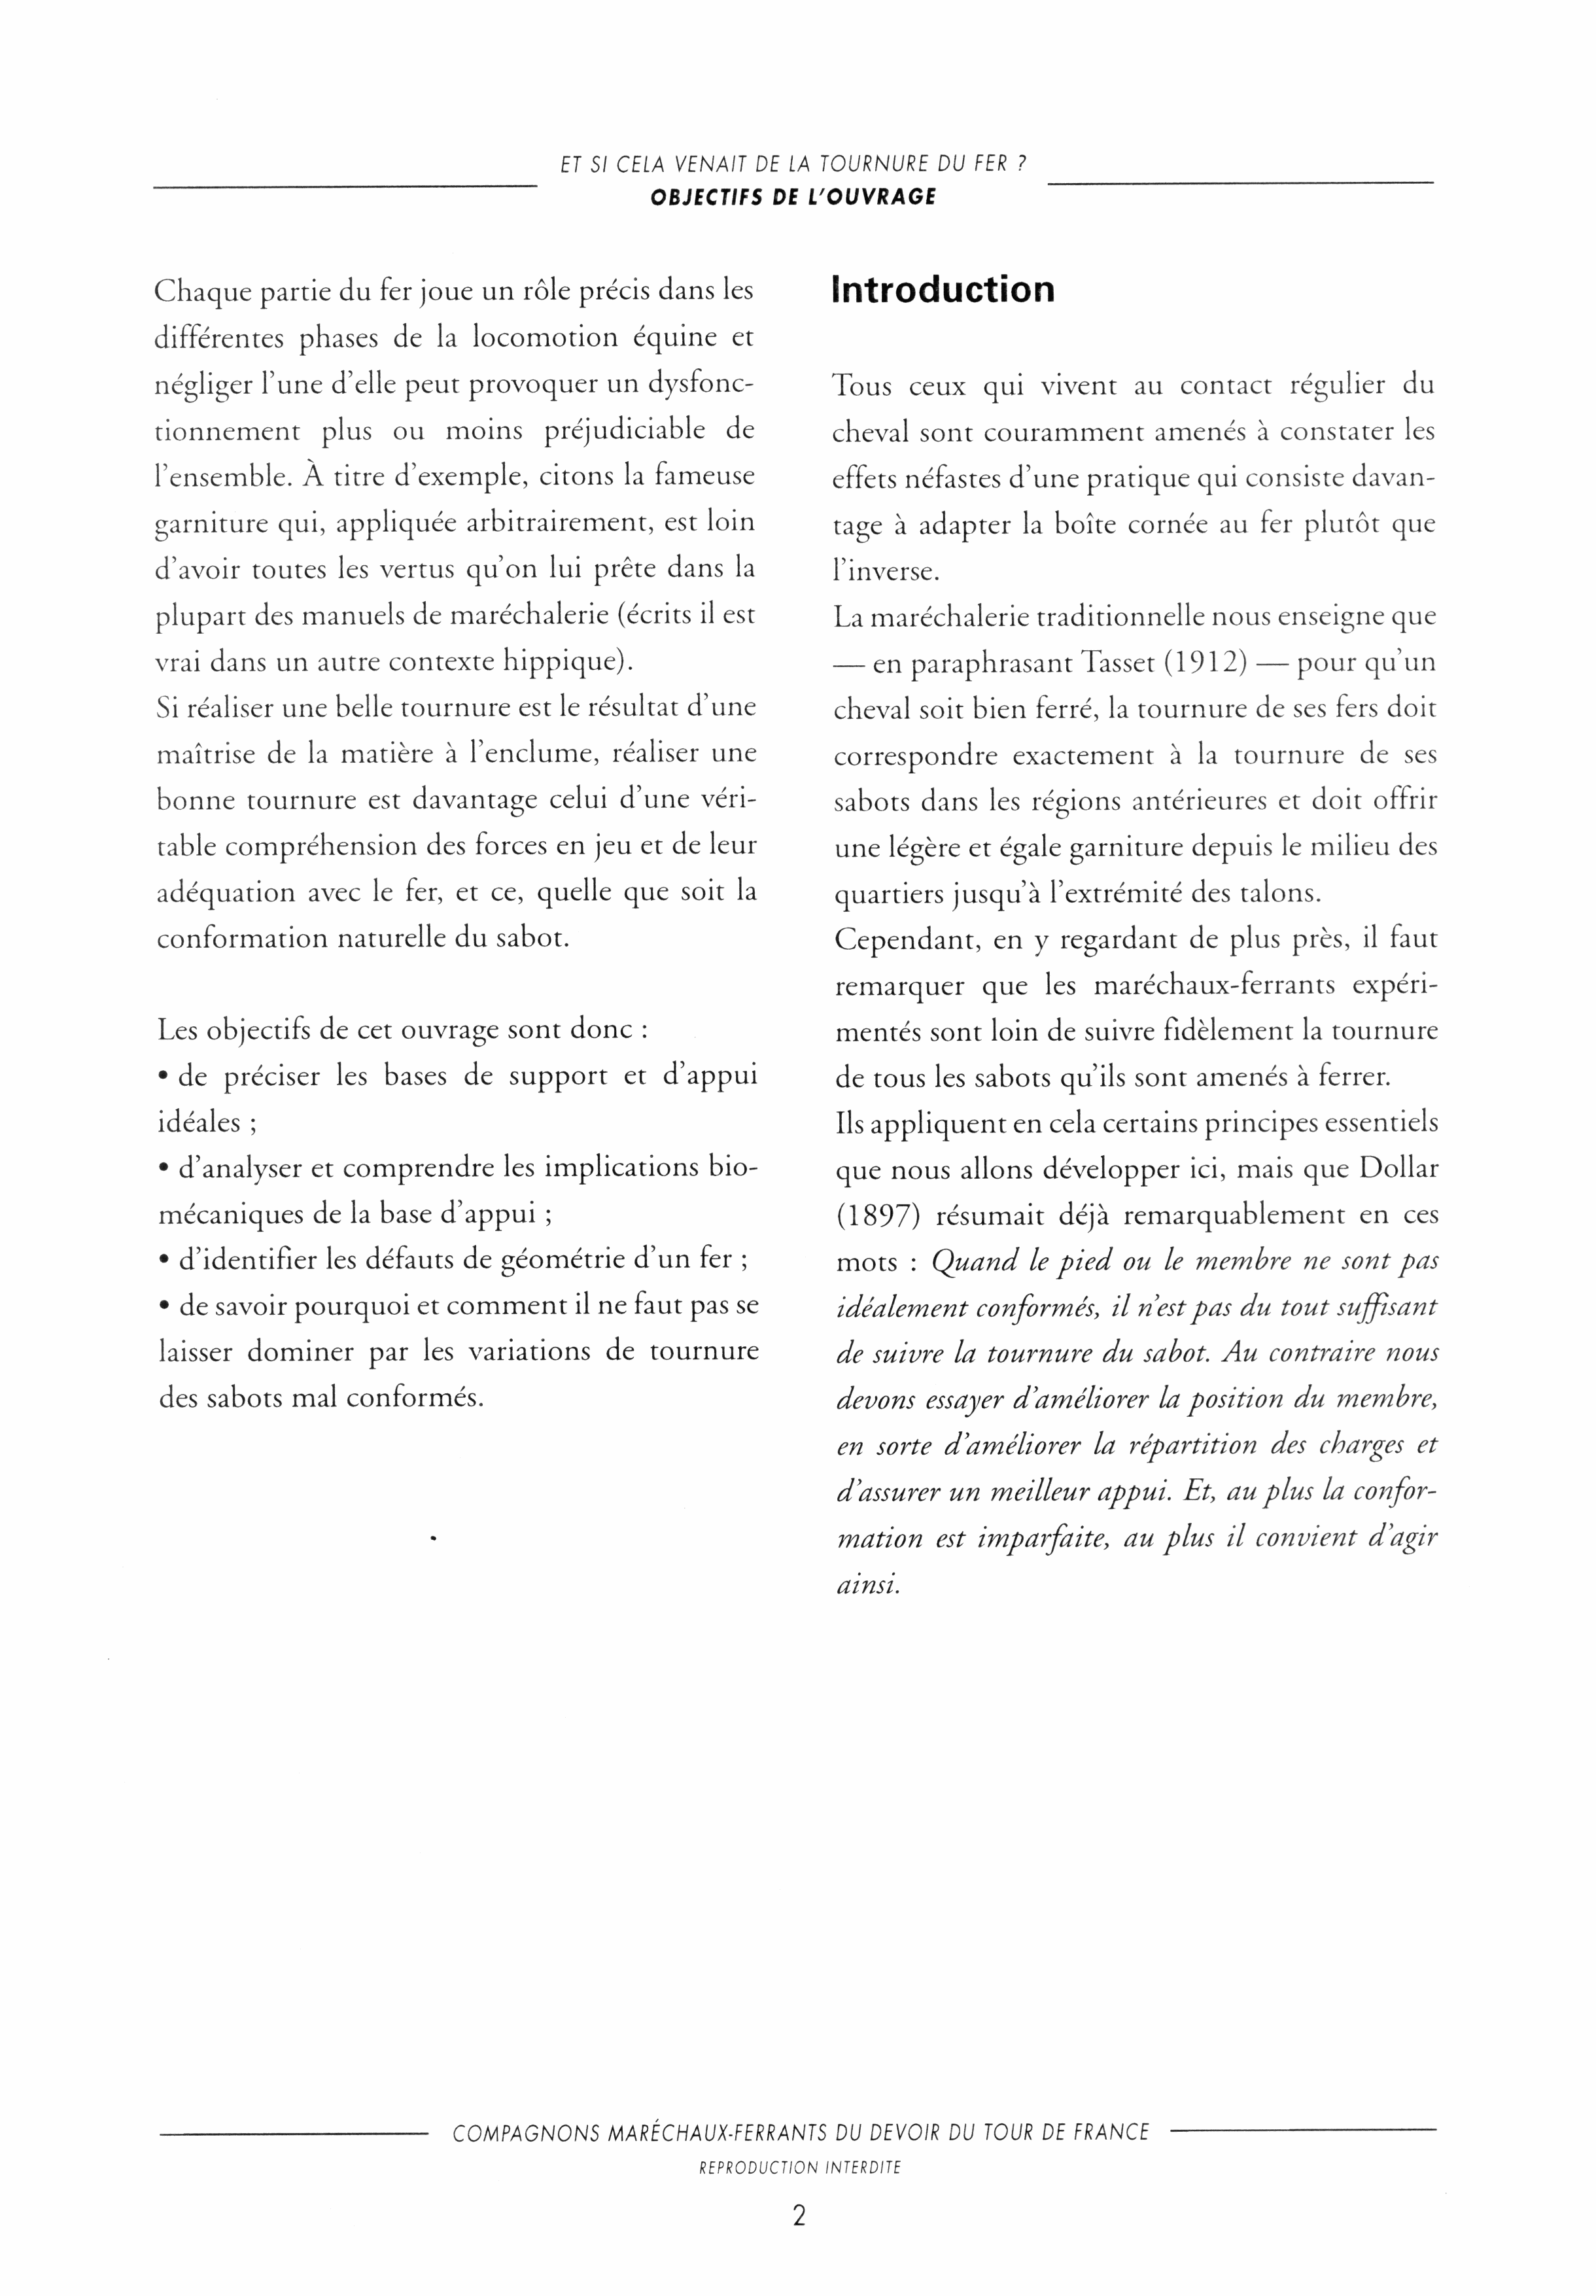 ET SI CELA VENAIT DE LA TOURNURE DU FER ?
OBJECTIFS DE L'OUVRAGE
Chaque partie du fer joue un rôle précis dans les
différentes phases de la locomotion équine et
négliger l'une d'elle peut provoquer un dysfonc-
tionnement plus ou moins préjudiciable de
l'ensemble. À titre d'exemple, citons la fameuse
garniture qui, appliquée arbitrairement, est loin
d'avoir toutes les vertus qu'on lui prête dans la
plupart des manuels de maréchalerie (écrits il est
vrai dans un autre contexte hippique).
Si réaliser une belle tournure est le résultat d'une
maîtrise de la matière à l'enclume, réaliser une
bonne tournure est davantage celui d'une véri-
table compréhension des forces en jeu et de leur
adéquation avec le fer, et ce, quelle que soit la
conformation naturelle du sabot.
Les objectifs de cet ouvrage sont donc :
• de préciser les bases de support et d'appui
idéales ;
• d'analyser et comprendre les implications bio-
mécaniques de la base d'appui ;
• d'identifier les défauts de géométrie d'un fer ;
• de savoir pourquoi et comment il ne faut pas se
laisser dominer par les variations de tournure
des sabots mal conformés.
Introduction
Tous ceux qui vivent au contact régulier du
cheval sont couramment amenés à constater les
effets néfastes d'une pratique qui consiste davan-
tage à adapter la boîte cornée au fer plutôt que
l'inverse.
La maréchalerie traditionnelle nous enseigne que
— en paraphrasant Tasset (1912) — pour qu'un
cheval soit bien ferré, la tournure de ses fers doit
correspondre exactement à la tournure de ses
sabots dans les régions antérieures et doit offrir
une légère et égale garniture depuis le milieu des
quartiers jusqu'à l'extrémité des talons.
Cependant, en y regardant de plus près, il faut
remarquer que les maréchaux-ferrants expéri-
mentés sont loin de suivre fidèlement la tournure
de tous les sabots qu'ils sont amenés à ferrer.
Ils appliquent en cela certains principes essentiels
que nous allons développer ici, mais que Dollar
(1897) résumait déjà remarquablement en ces
mots : Quand le pied ou le membre ne sont pas
idéalement conformés, il n'est pas du tout suffisant
de suivre la tournure du sabot. Au contraire nous
devons essayer d'améliorer la position du membre,
en sorte d'améliorer la répartition des charges et
d'assurer un meilleur appui. Et, au plus la confor-
mation est imparfaite, au plus il convient d'agir
ainsi.
COMPAGNONS MARÉCHAUX-FERRANTS DU DEVOIR DU TOUR DE FRANCE
REPRODUCTION INTERDITE
2